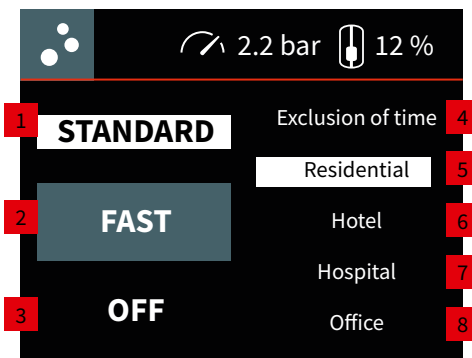 2.2 bar 12 %
1 STANDARD
2 FAST
3 OFF
Exclusion of time 4
Residential 5
Hotel 6
Hospital 7
Office 8